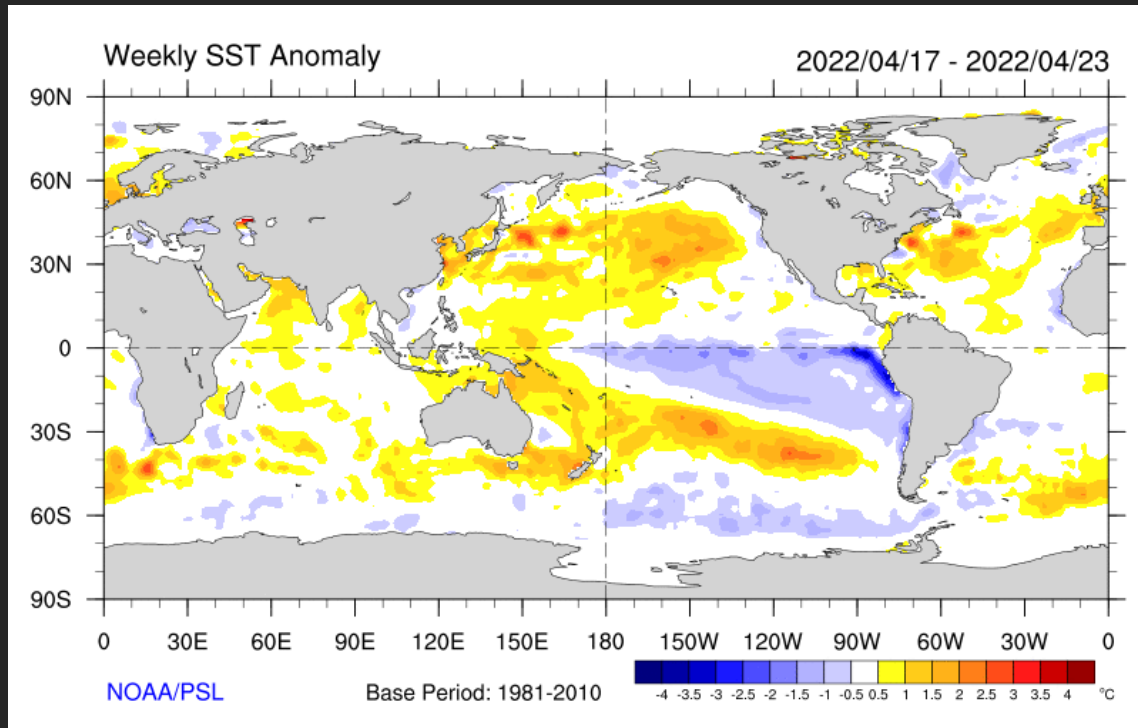 Weekly SST Anomaly 2022/04/17 - 2022/04/23
90N
60N
30N
0
30S
60S
90S
0 30E 60E 90E 120E 150E 180 150W 120W 90W 60W 30W 0
NOAA/PSL Base Period: 1981-2010
-4 -3.5 -3 -2.5 -2 -1.5 -1 -0.5 0.5 1 1.5 2 2.5 3 3.5 4 °C